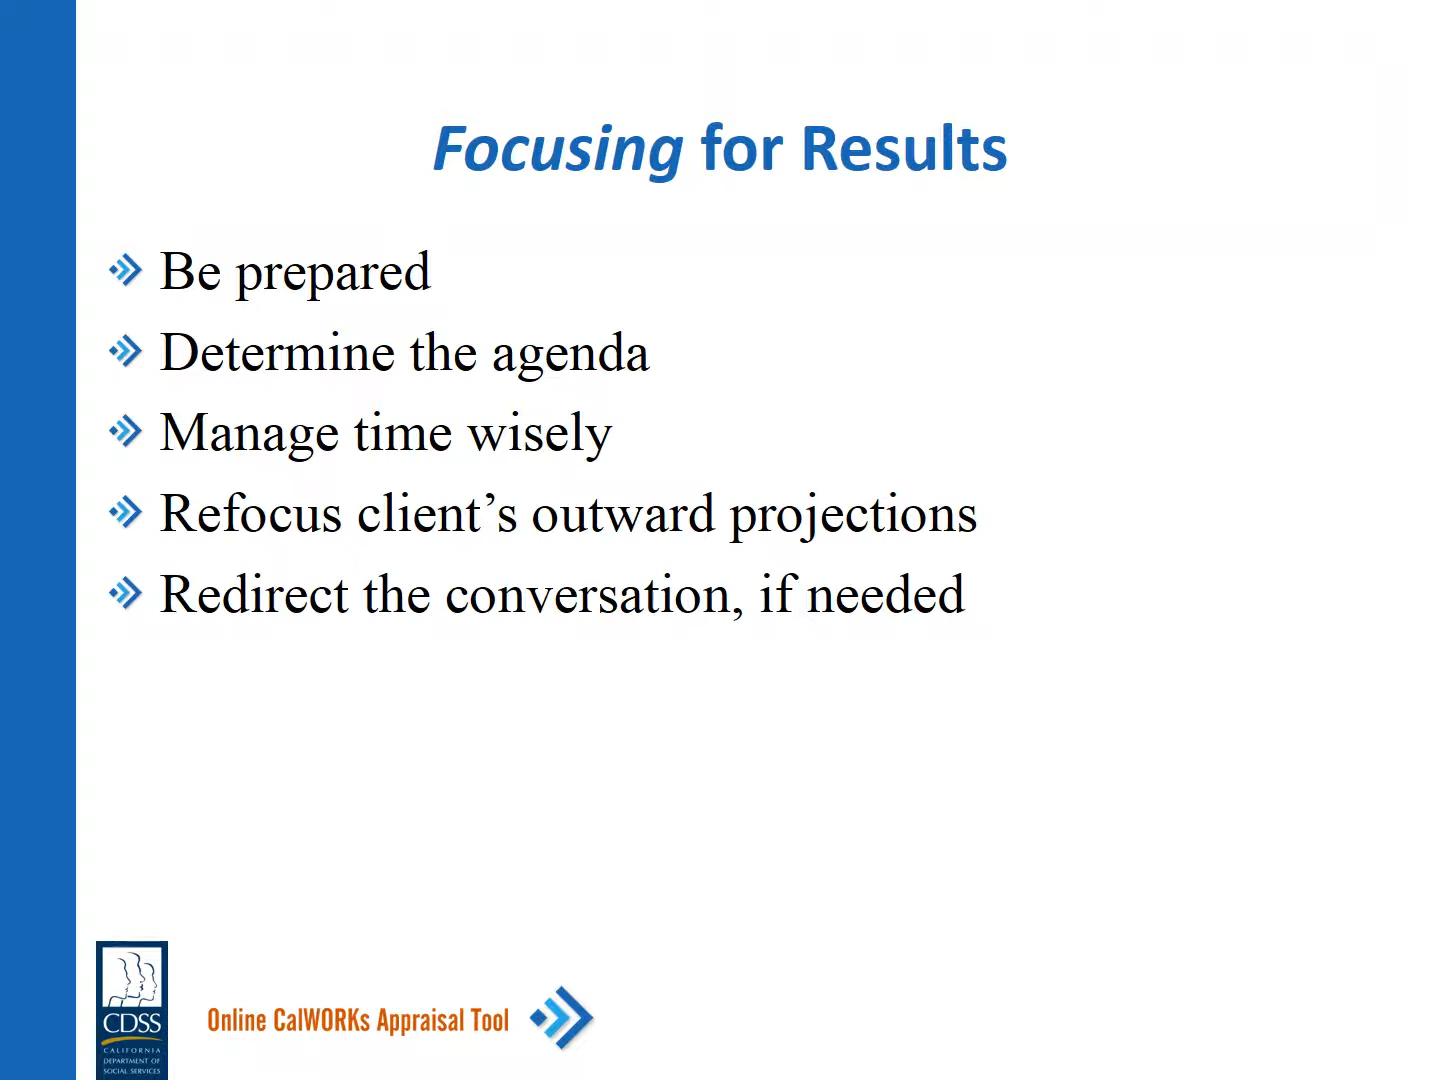 Focusing for Results
Be prepared
Determine the agenda
Manage time wisely
Refocus client’s outward projections
Redirect the conversation, if needed
CDSS
CALIFORNIA
DEPARTMENT OF
SOCIAL SERVICES
Online CalWORKs Appraisal Tool